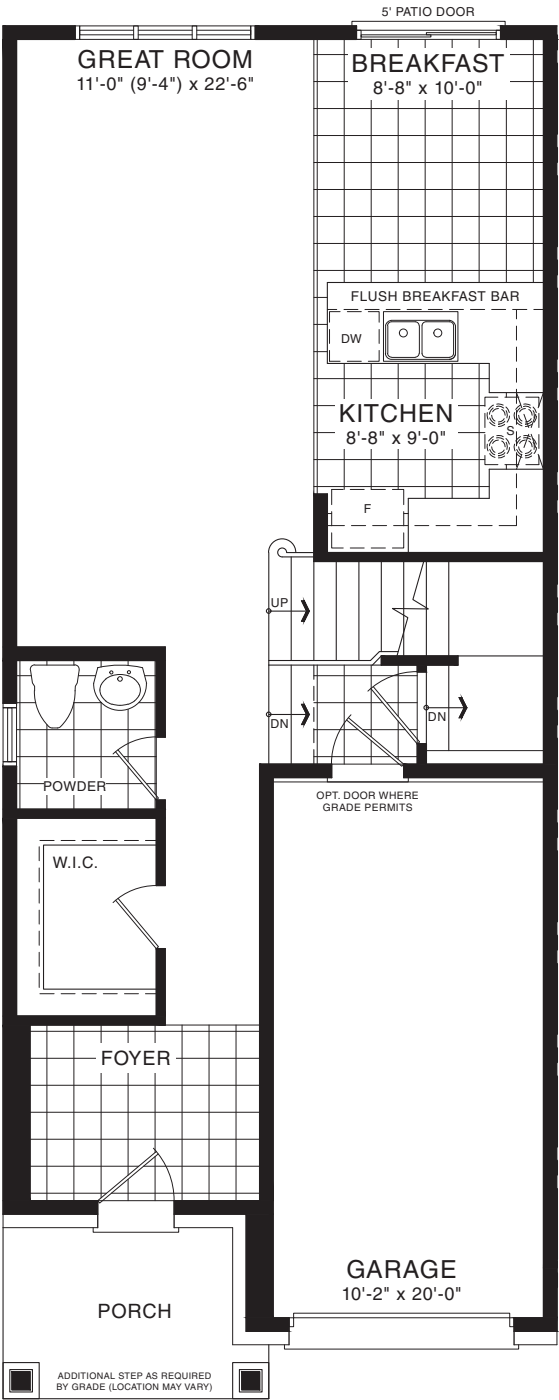 5' PATIO DOOR
GREAT ROOM
11'-0" (9'-4") x 22'-6"
BREAKFAST
8'-8" x 10'-0"
FLUSH BREAKFAST BAR
DW
KITCHEN
8'-8" x 9'-0"
S
F
UP
DN
DN
POWDER
OPT. DOOR WHERE
GRADE PERMITS
W.I.C.
FOYER
GARAGE
10'-2" x 20'-0"
PORCH
ADDITIONAL STEP AS REQUIRED
BY GRADE (LOCATION MAY VARY)